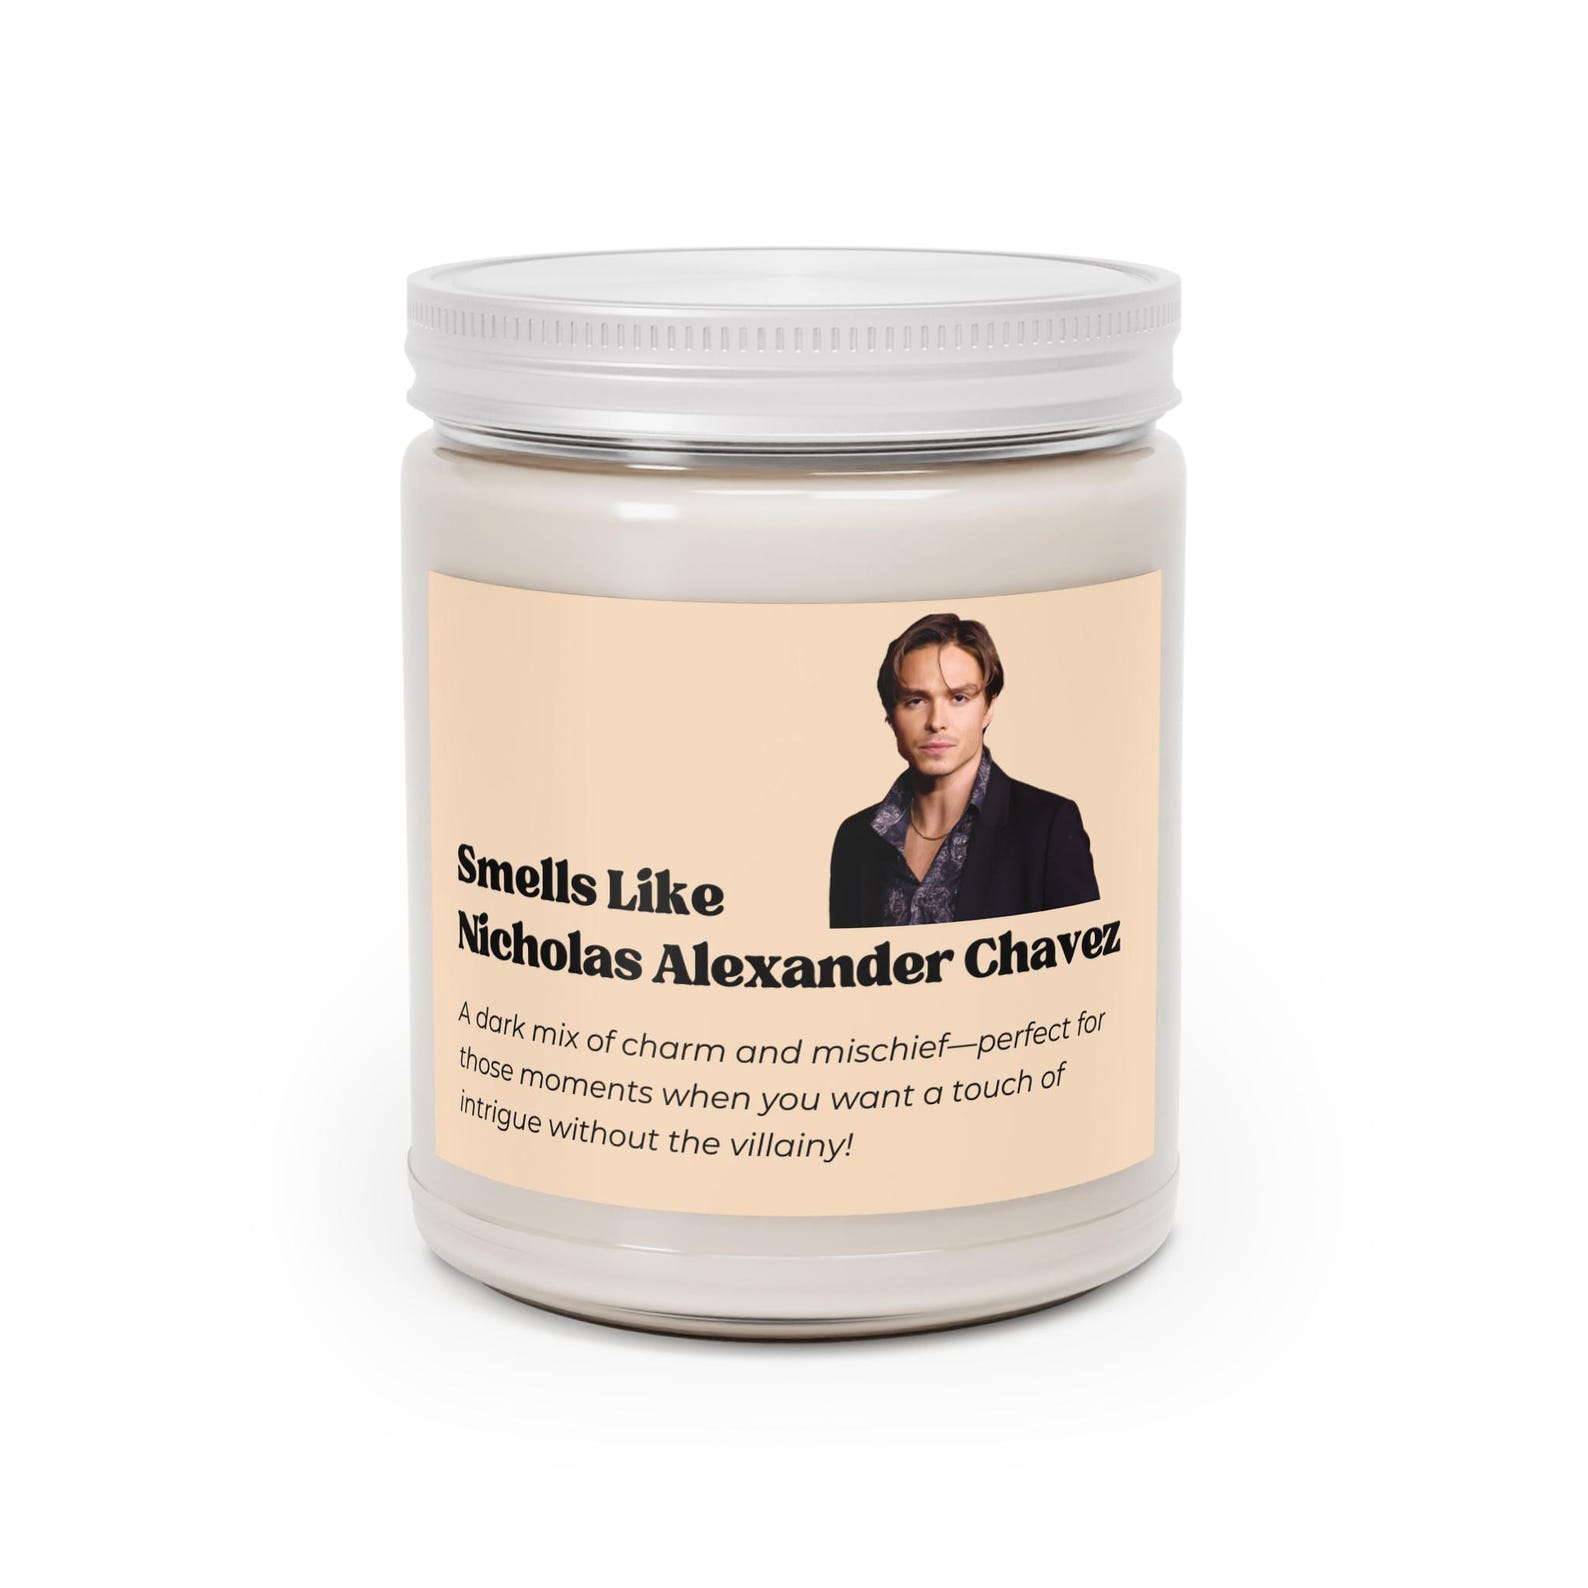 Smells Like
Nicholas Alexander Chavez
A dark mix of charm and mischief—perfect for
those moments when you want a touch of
intrigue without the villainy!